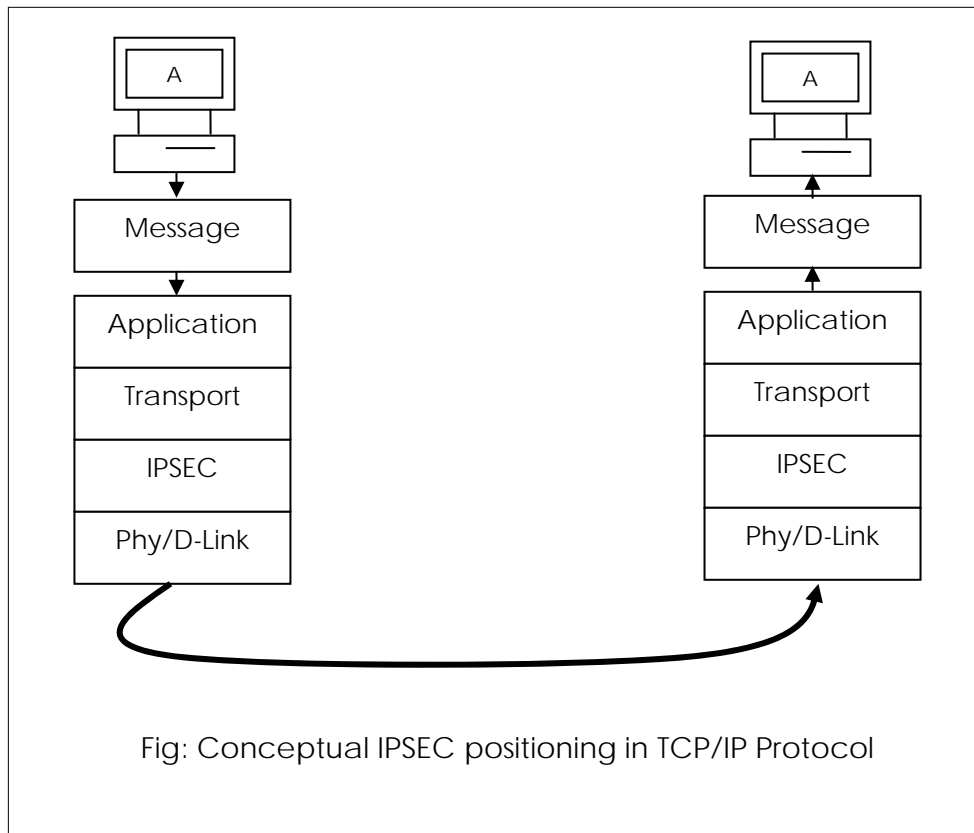 A
Message
Application
Transport
IPSEC
Phy/D-Link
A
Message
Application
Transport
IPSEC
Phy/D-Link
Fig: Conceptual IPSEC positioning in TCP/IP Protocol